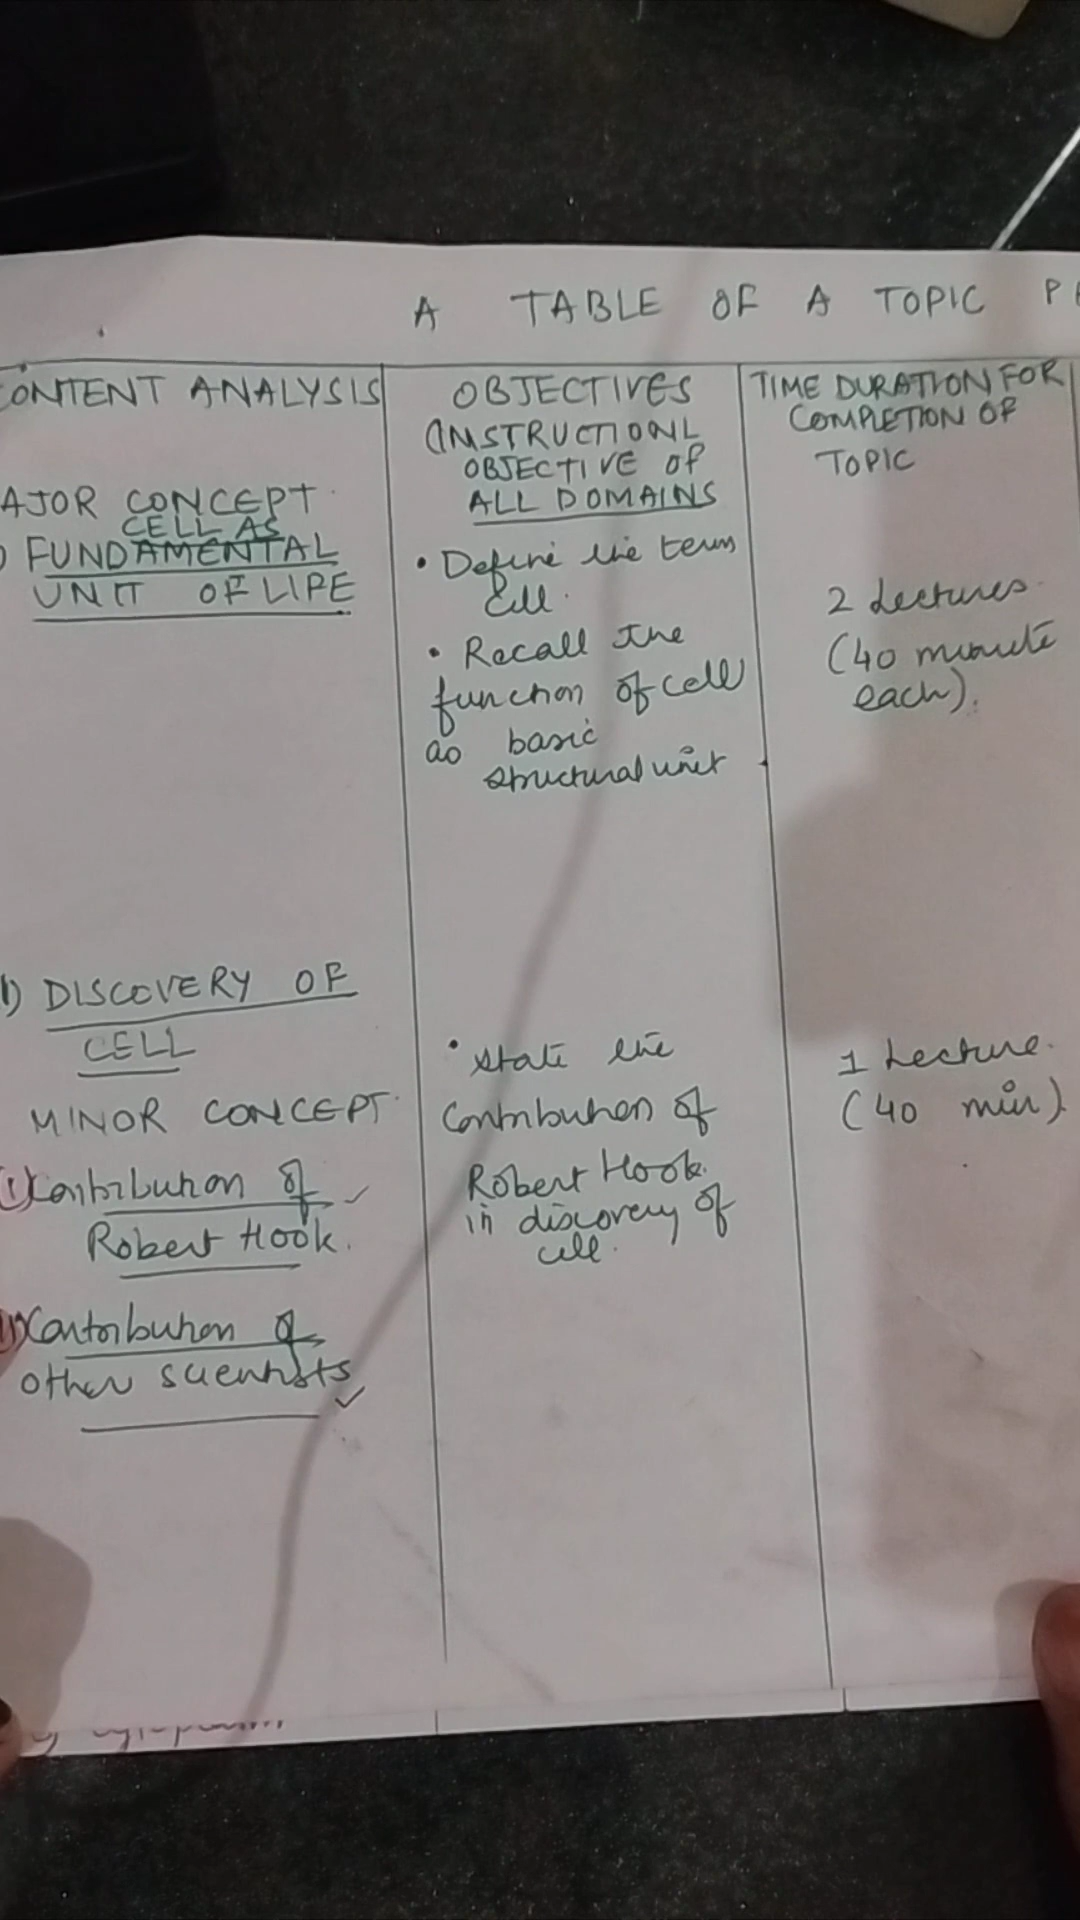 A TABLE OF A TOPIC
CONTENT ANALYSIS
MAJOR CONCEPT
CELL AS
FUNDAMENTAL
UNIT OF LIFE
1) DISCOVERY OF
CELL
MINOR CONCEPT
(i) Contribution of
Robert Hook.
(ii) Contribution of
other scientists
OBJECTIVES
(INSTRUCTIONL
OBJECTIVE OF
ALL DOMAINS
• Define the term
Cell.
• Recall the
function of cell
as basic
structural unit
• State the
Contribution of
Robert Hook.
in discovery of
cell.
TIME DURATION FOR
COMPLETION OF
TOPIC
2 Lectures.
(40 minute
each).
1 Lecture.
(40 min)